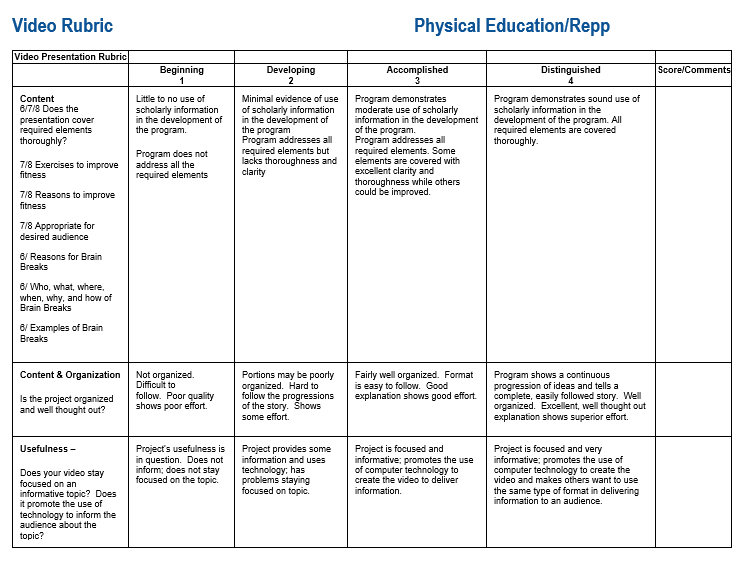 Video Rubric Physical Education/Repp
Video Presentation Rubric
Beginning
1
Developing
2
Accomplished
3
Distinguished
4
Score/Comments
Content
6/7/8 Does the
presentation cover
required elements
thoroughly?
7/8 Exercises to improve
fitness
7/8 Reasons to improve
fitness
7/8 Appropriate for
desired audience
6/ Reasons for Brain
Breaks
6/ Who, what, where,
when, why, and how of
Brain Breaks
6/ Examples of Brain
Breaks
Little to no use of
scholarly information
in the development of
the program.
Program does not
address all the
required elements
Minimal evidence of use
of scholarly information
in the development of
the program
Program addresses all
required elements but
lacks thoroughness and
clarity
Program demonstrates
moderate use of scholarly
information in the development
of the program.
Program addresses all
required elements. Some
elements are covered with
excellent clarity and
thoroughness while others
could be improved.
Program demonstrates sound use of
scholarly information in the
development of the program. All
required elements are covered
thoroughly.
Content & Organization
Is the project organized
and well thought out?
Not organized.
Difficult to
follow. Poor quality
shows poor effort.
Portions may be poorly
organized. Hard to
follow the progressions
of the story. Shows
some effort.
Fairly well organized. Format
is easy to follow. Good
explanation shows good effort.
Program shows a continuous
progression of ideas and tells a
complete, easily followed story. Well
organized. Excellent, well thought out
explanation shows superior effort.
Usefulness –
Does your video stay
focused on an
informative topic? Does
it promote the use of
technology to inform the
audience about the
topic?
Project's usefulness is
in question. Does not
inform; does not stay
focused on the topic.
Project provides some
information and uses
technology; has
problems staying
focused on topic.
Project is focused and
informative; promotes the use
of computer technology to
create the video to deliver
information.
Project is focused and very
informative; promotes the use of
computer technology to create the
video and makes others want to use
the same type of format in delivering
information to an audience.